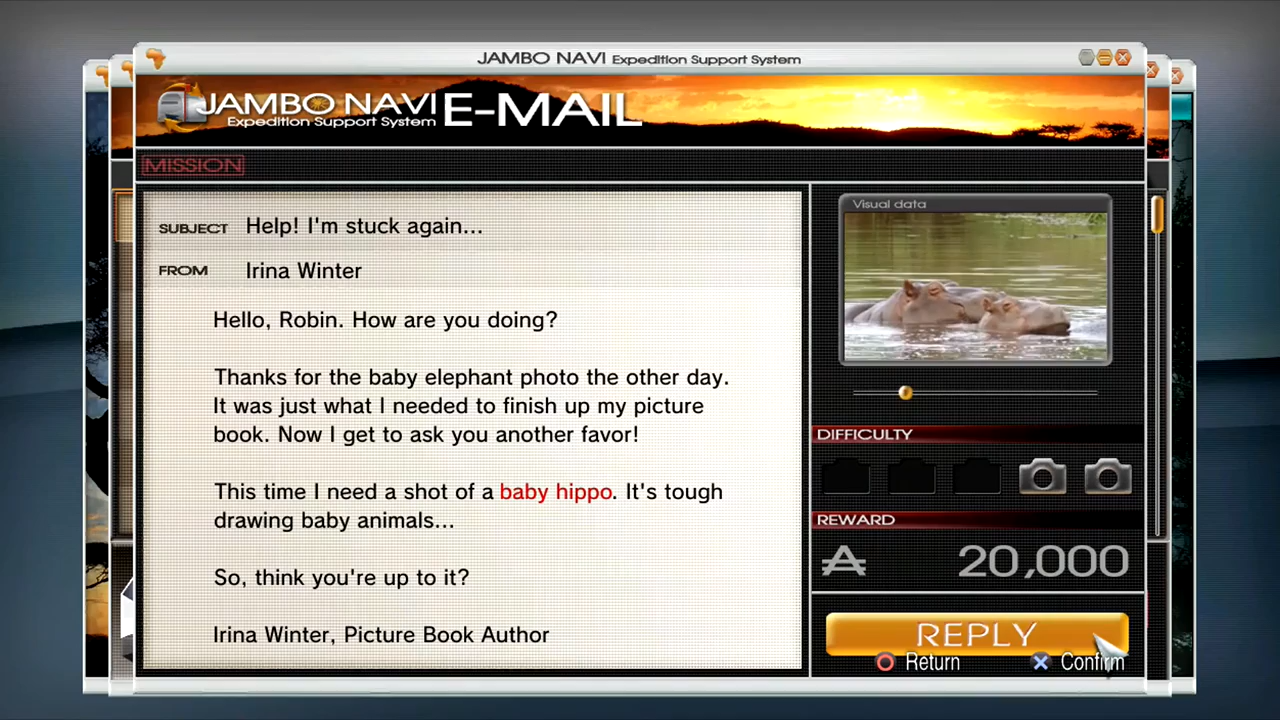 JAMBO NAVI Expedition Support System
JAMBO NAVI E-MAIL
Expedition Support System
MISSION
SUBJECT Help! I'm stuck again...
FROM Irina Winter
Hello, Robin. How are you doing?
Thanks for the baby elephant photo the other day.
It was just what I needed to finish up my picture
book. Now I get to ask you another favor!
This time I need a shot of a baby hippo. It's tough
drawing baby animals...
So, think you're up to it?
Irina Winter, Picture Book Author
Visual data
DIFFICULTY
REWARD
20,000
REPLY
Return Confirm